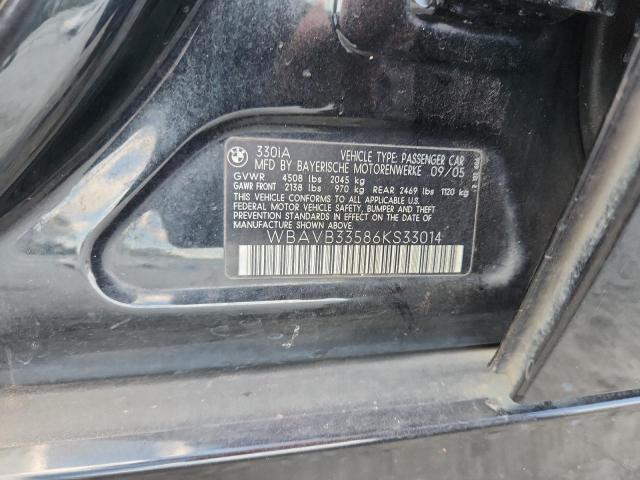 BMW
330iA VEHICLE TYPE: PASSENGER CAR
MFD BY BAYERISCHE MOTORENWERKE 09/05
GVWR 4508 lbs 2045 kg
GAWR FRONT 2138 lbs 970 kg REAR 2469 lbs 1120 kg
THIS VEHICLE CONFORMS TO ALL APPLICABLE U.S.
FEDERAL MOTOR VEHICLE SAFETY, BUMPER AND THEFT
PREVENTION STANDARDS IN EFFECT ON THE DATE
OF MANUFACTURE SHOWN ABOVE.
WBAVB33586KS33014